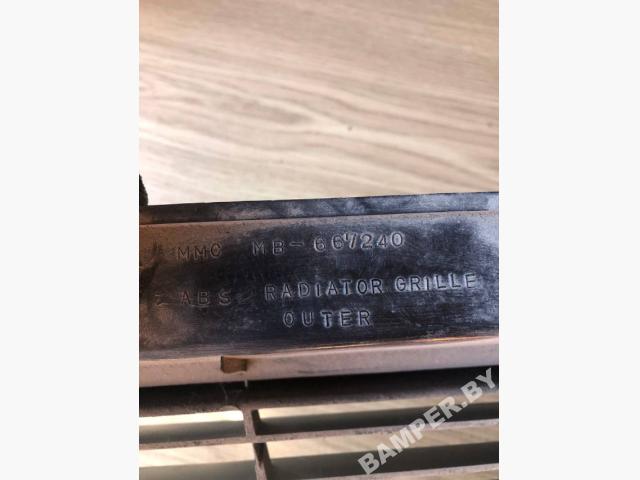 MMC MB-667240
ABS RADIATOR GRILLE
OUTER
BAMPER.BY